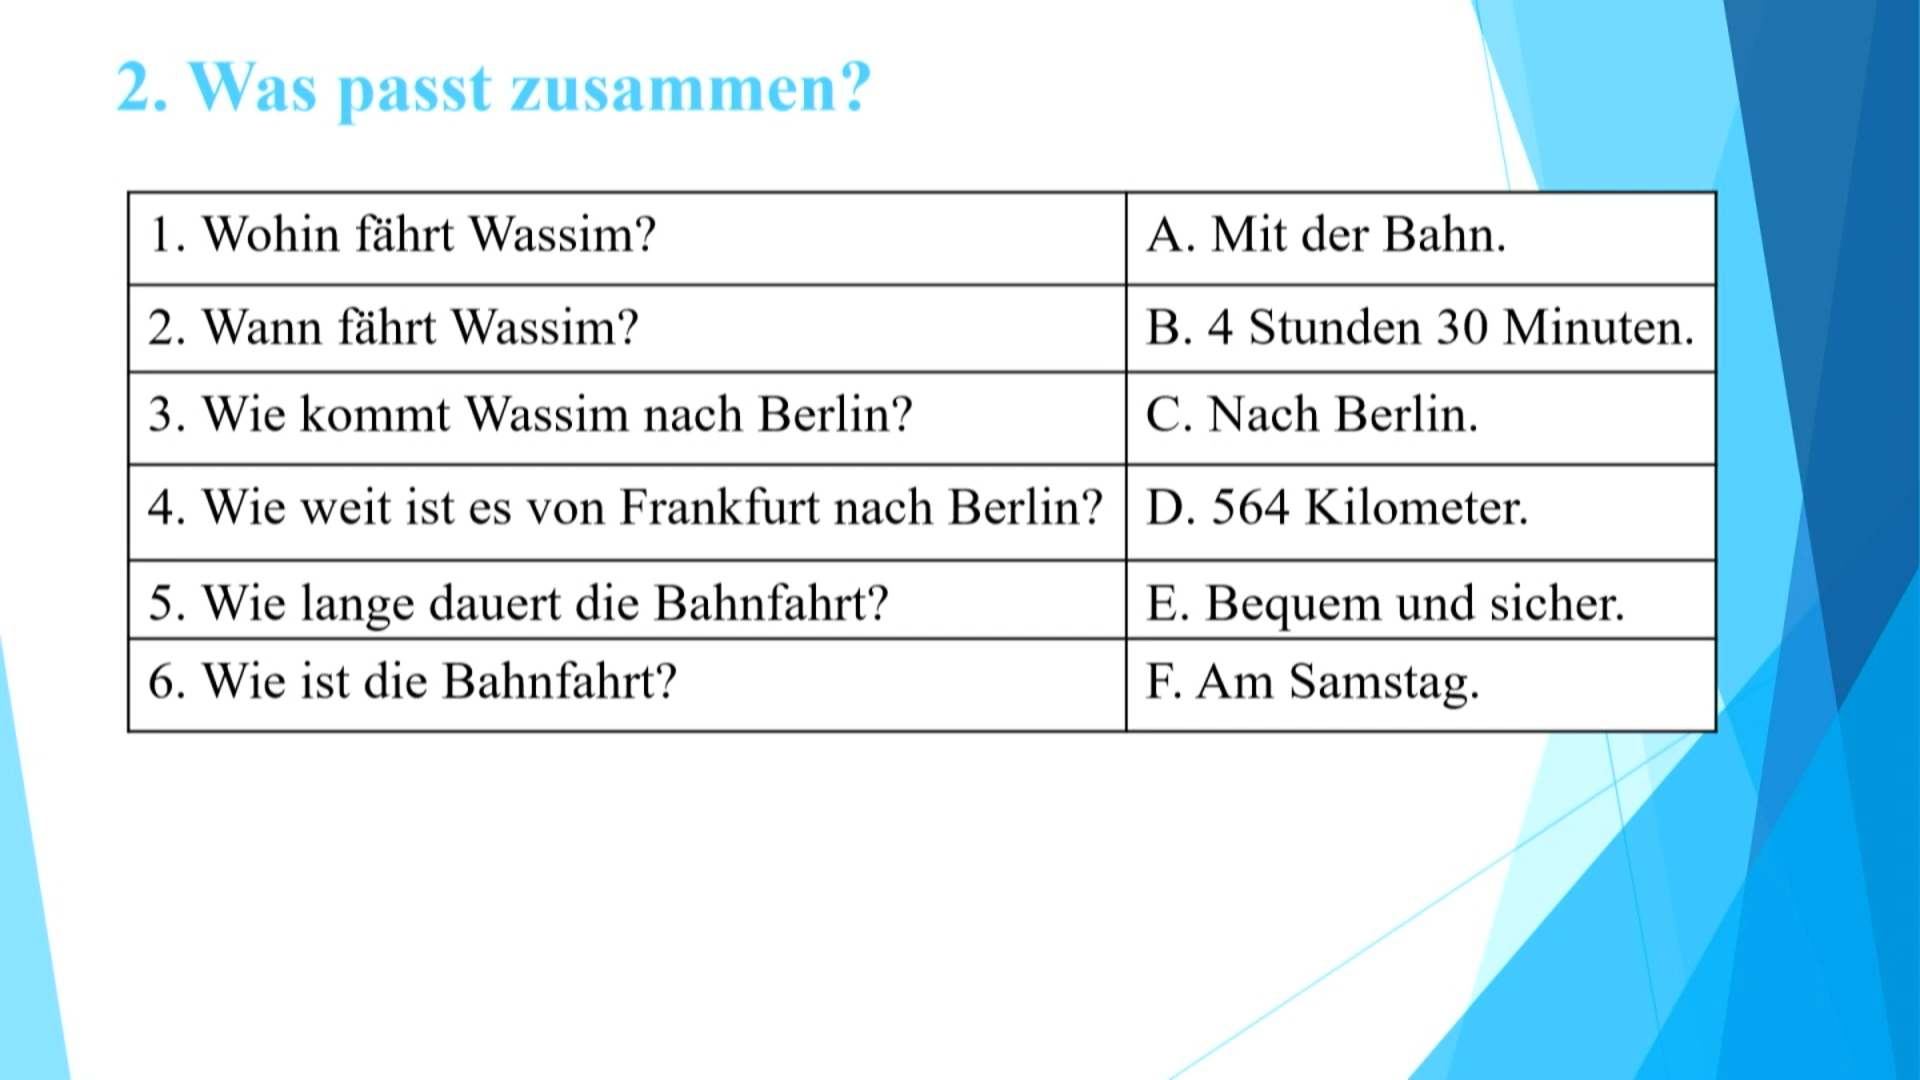 2. Was passt zusammen?
1. Wohin fährt Wassim?
A. Mit der Bahn.
2. Wann fährt Wassim?
B. 4 Stunden 30 Minuten.
3. Wie kommt Wassim nach Berlin?
C. Nach Berlin.
4. Wie weit ist es von Frankfurt nach Berlin?
D. 564 Kilometer.
5. Wie lange dauert die Bahnfahrt?
E. Bequem und sicher.
6. Wie ist die Bahnfahrt?
F. Am Samstag.